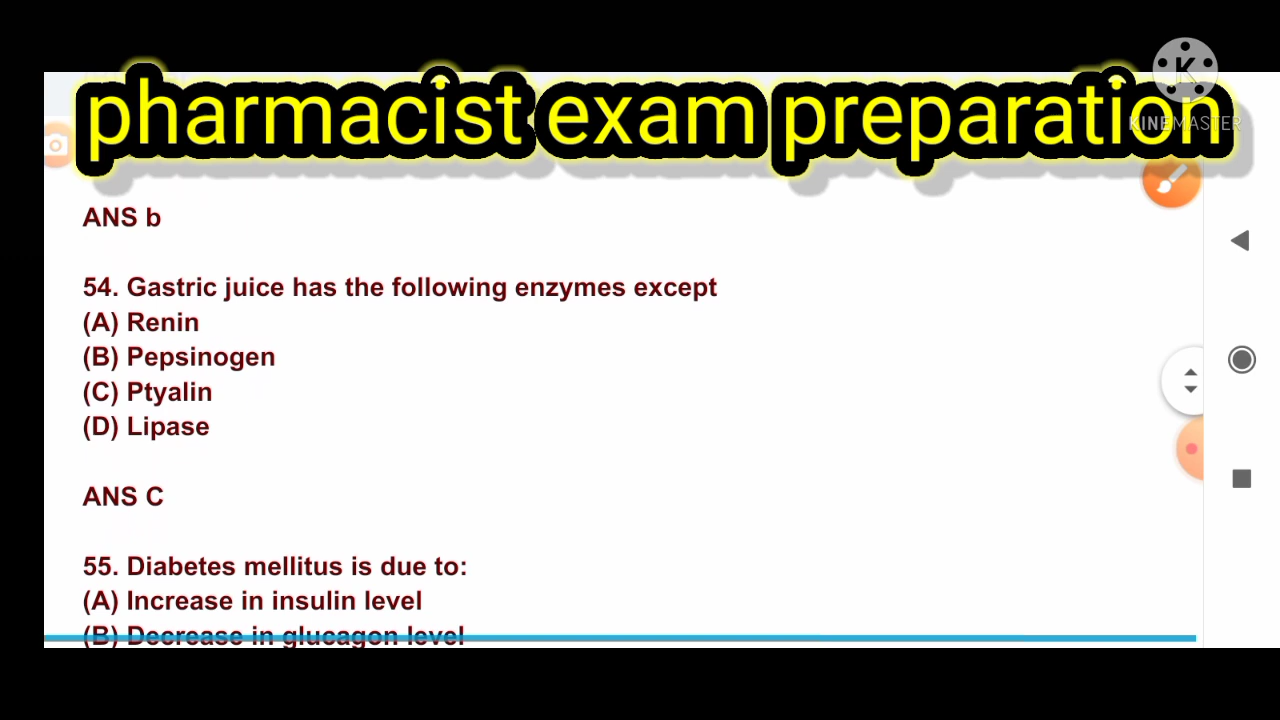 pharmacist exam preparation
K
KINEMASTER
ANS b
54. Gastric juice has the following enzymes except
(A) Renin
(B) Pepsinogen
(C) Ptyalin
(D) Lipase
ANS C
55. Diabetes mellitus is due to:
(A) Increase in insulin level
(B) Decrease in glucagon level